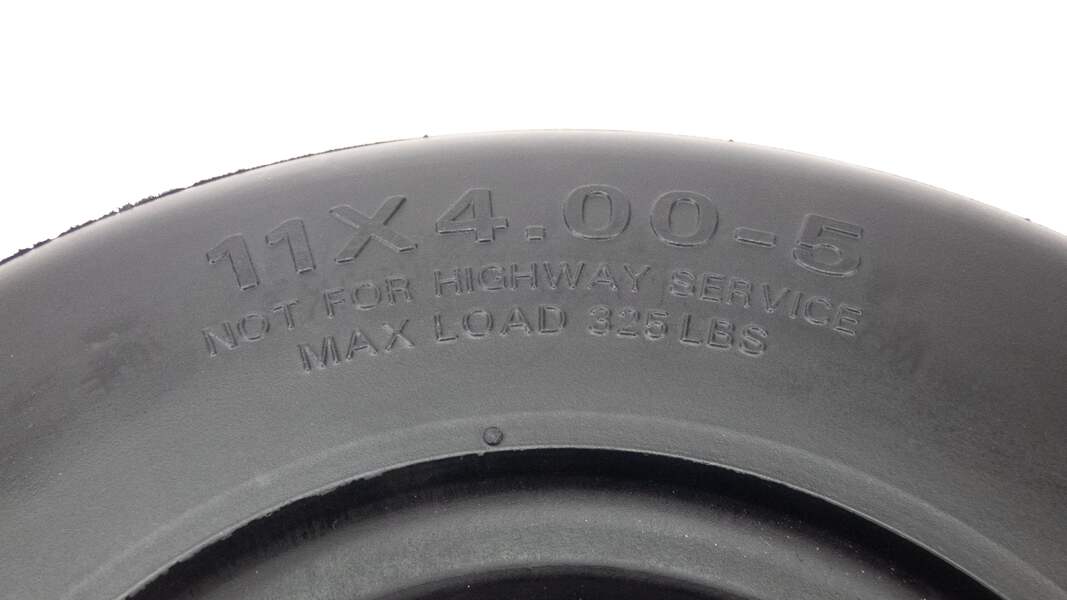 11X4.00-5
NOT FOR HIGHWAY SERVICE
MAX LOAD 325 LBS